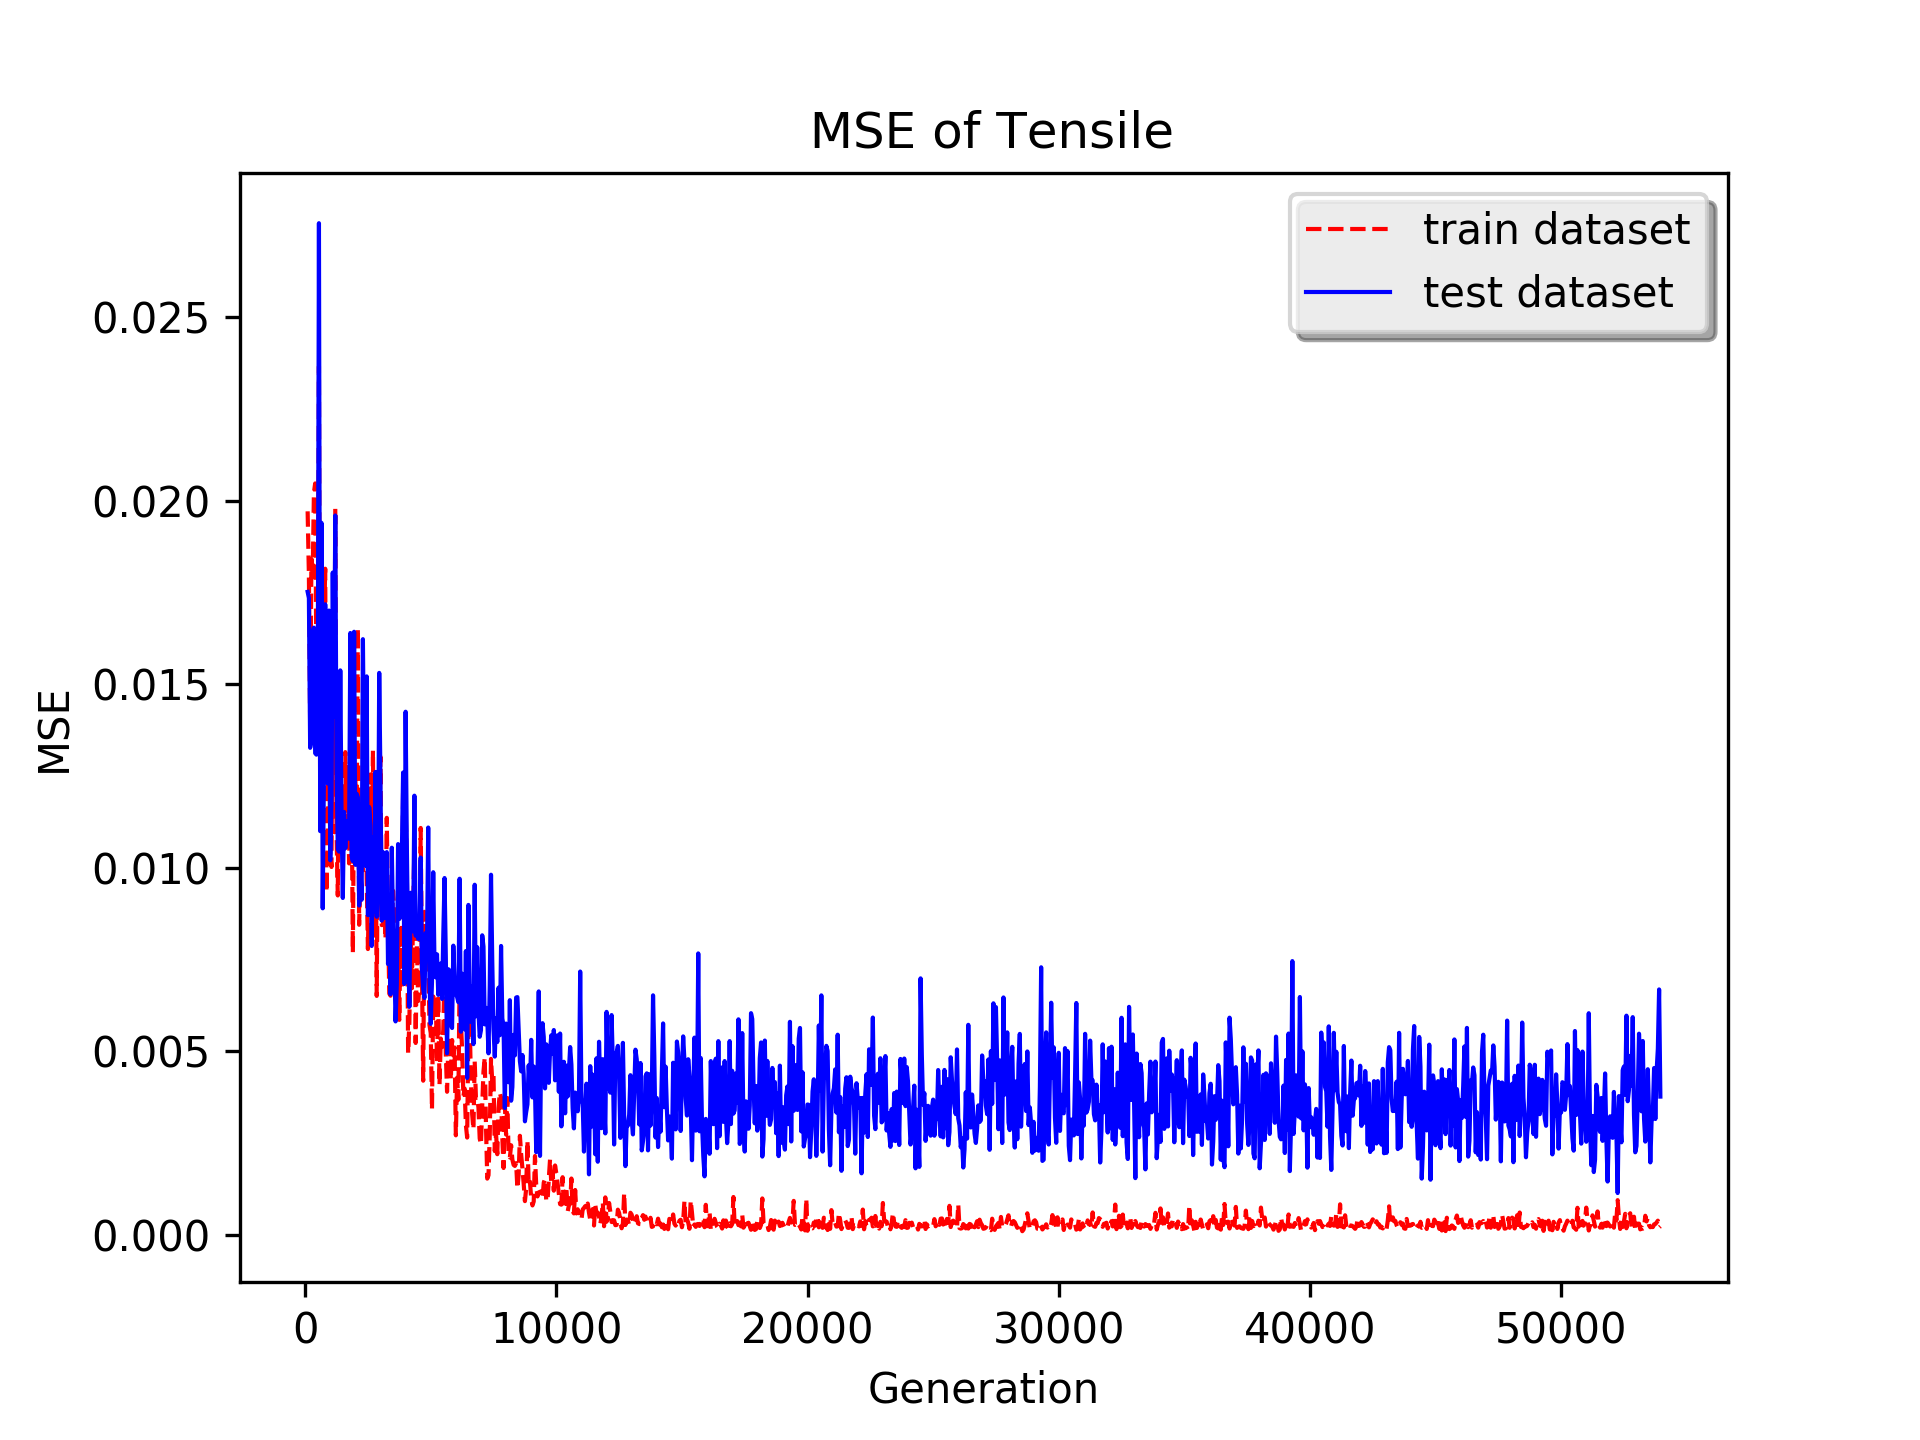 MSE of Tensile
train dataset
test dataset
MSE
0.025
0.020
0.015
0.010
0.005
0.000
0 10000 20000 30000 40000 50000
Generation